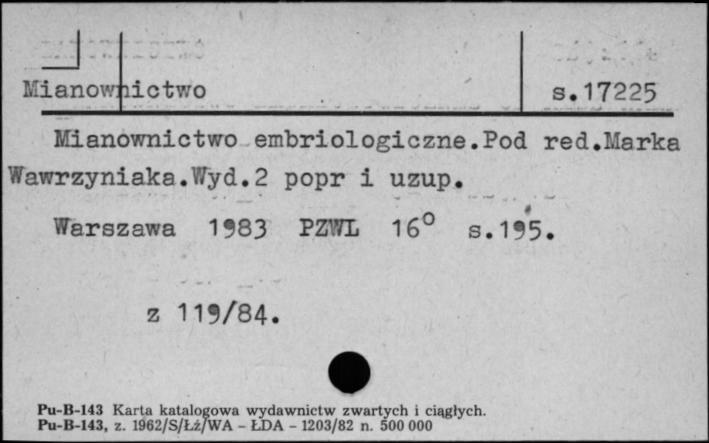 Mianownictwo s.17225
Mianownictwo embriologiczne.Pod red.Marka
Wawrzyniaka.Wyd.2 popr i uzup.
Warszawa 1983 PZWL 16° s.195.
z 119/84.
Pu-B-143 Karta katalogowa wydawnictw zwartych i ciągłych.
Pu-B-143, z. 1962/S/Łż/WA – ŁDA – 1203/82 n. 500 000